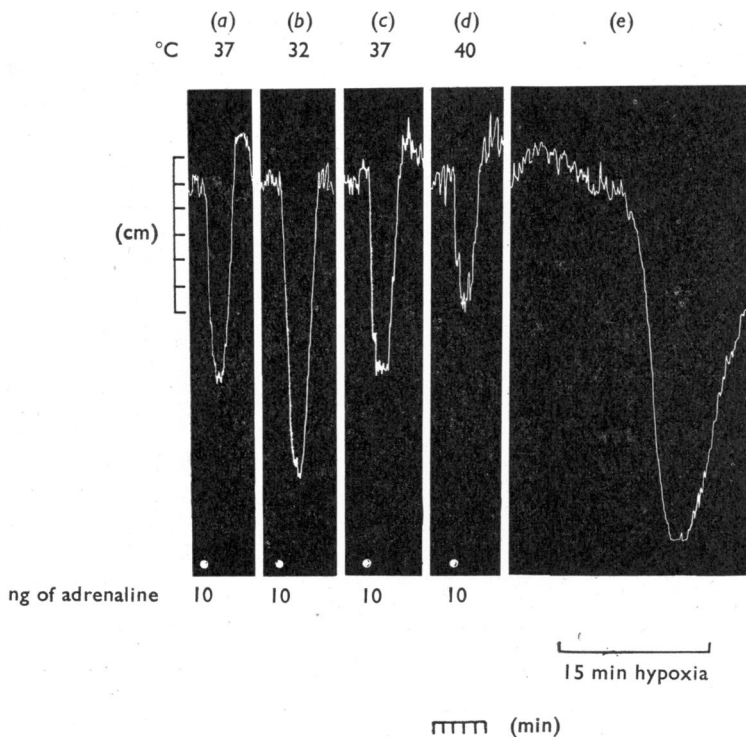 (a) (b) (c) (d) (e)
°C 37 32 37 40
(cm)
ng of adrenaline 10 10 10 10
15 min hypoxia
(min)